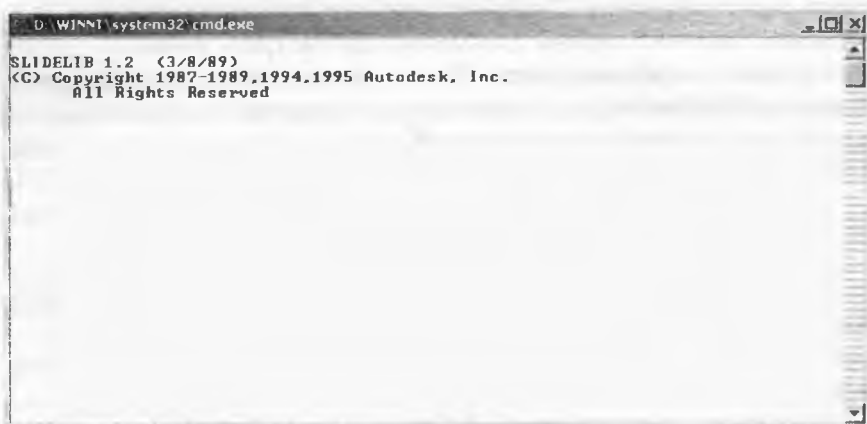 D:\WINNT\system32\cmd.exe
SLIDELIB 1.2 (3/8/89)
(C) Copyright 1987-1989,1994,1995 Autodesk, Inc.
All Rights Reserved